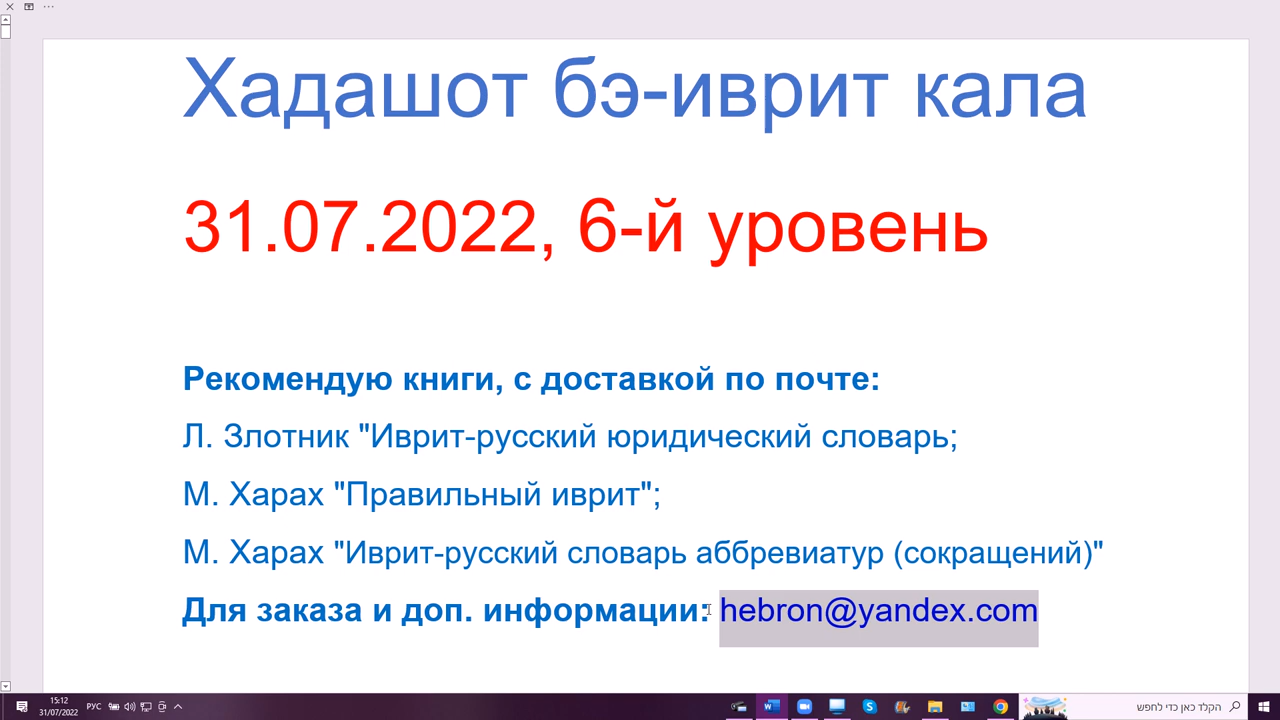 Хадашот бэ-иврит кала
31.07.2022, 6-й уровень
Рекомендую книги, с доставкой по почте:
Л. Злотник "Иврит-русский юридический словарь;
М. Харах "Правильный иврит";
М. Харах "Иврит-русский словарь аббревиатур (сокращений)"
Для заказа и доп. информации: hebron@yandex.com
15:12
31/07/2022
РУС
הקלד כאן כדי לחפש